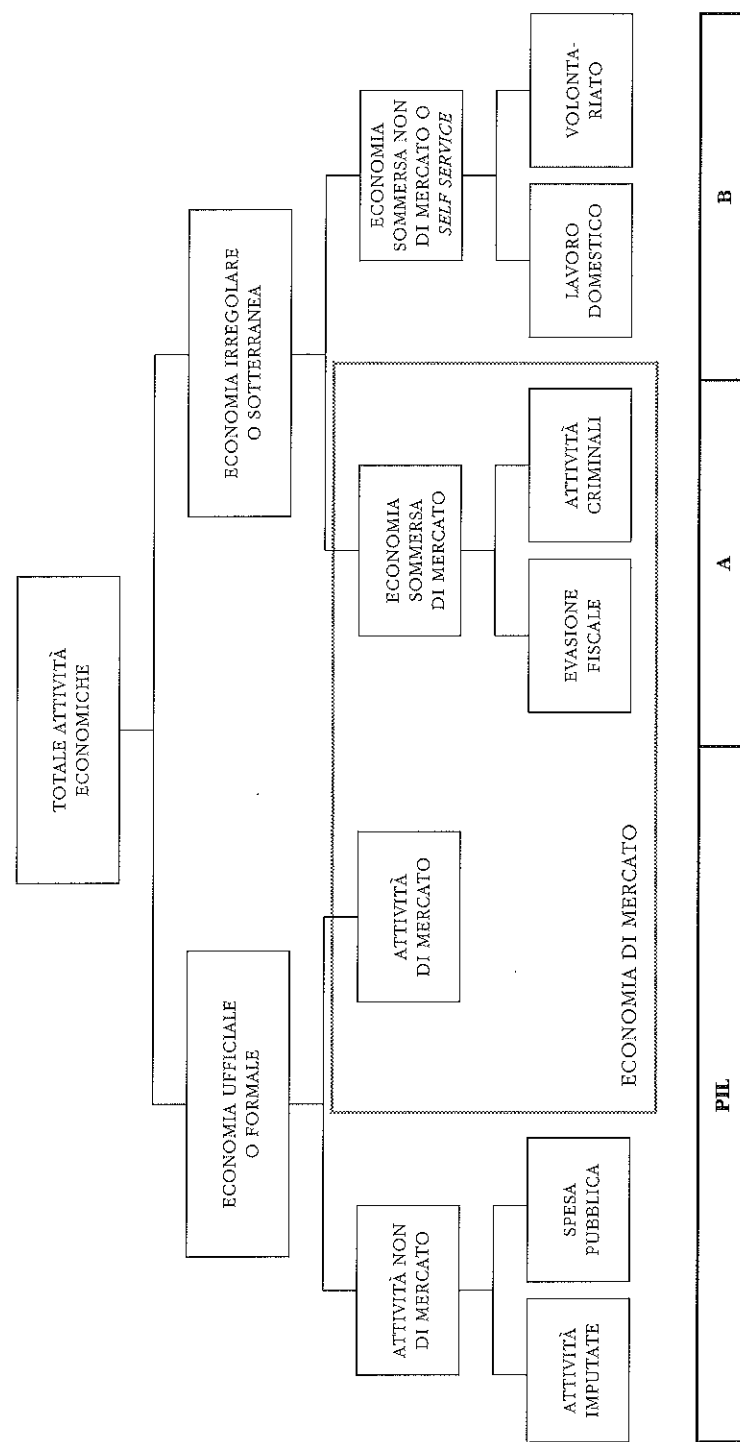 TOTALE ATTIVITÀ
ECONOMICHE
ECONOMIA UFFICIALE
O FORMALE
ECONOMIA IRREGOLARE
O SOTTERRANEA
ATTIVITÀ NON
DI MERCATO
ATTIVITÀ
DI MERCATO
ECONOMIA
SOMMERSA
DI MERCATO
ECONOMIA
SOMMERSA NON
DI MERCATO O
SELF SERVICE
ATTIVITÀ
IMPUTATE
SPESA
PUBBLICA
EVASIONE
FISCALE
ATTIVITÀ
CRIMINALI
LAVORO
DOMESTICO
VOLONTA-
RIATO
ECONOMIA DI MERCATO
PIL
A
B